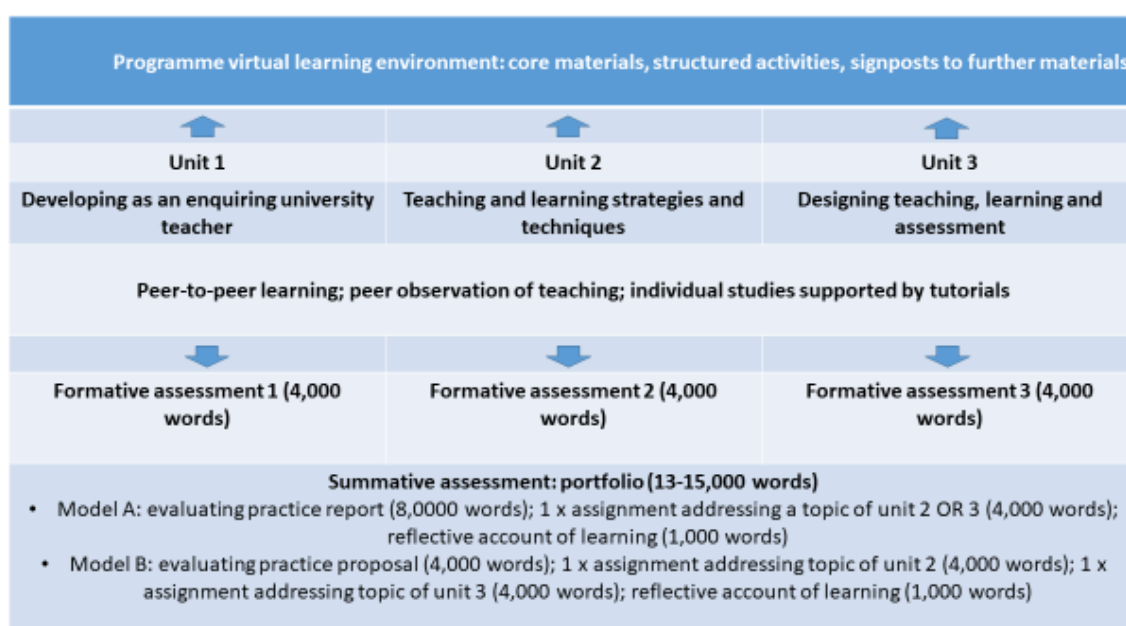 Programme virtual learning environment: core materials, structured activities, signposts to further materials
Unit 1
Unit 2
Unit 3
Developing as an enquiring university
teacher
Teaching and learning strategies and
techniques
Designing teaching, learning and
assessment
Peer-to-peer learning; peer observation of teaching; individual studies supported by tutorials
Formative assessment 1 (4,000
words)
Formative assessment 2 (4,000
words)
Formative assessment 3 (4,000
words)
Summative assessment: portfolio (13-15,000 words)
• Model A: evaluating practice report (8,0000 words); 1 x assignment addressing a topic of unit 2 OR 3 (4,000 words);
reflective account of learning (1,000 words)
• Model B: evaluating practice proposal (4,000 words); 1 x assignment addressing topic of unit 2 (4,000 words); 1 x
assignment addressing topic of unit 3 (4,000 words); reflective account of learning (1,000 words)